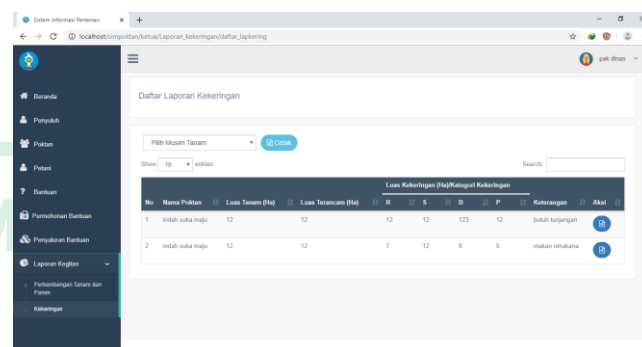 Sistem Informasi Pertanian
localhost/simpoktan/ketua/Laporan_kekeringan/daftar_lapkering
pak dinas
Beranda
Penyuluh
Poktan
Petani
Bantuan
Permohonan Bantuan
Penyaluran Bantuan
Laporan Kegitan
Perkembangan Tanam dan
Panen
Kekeringan
Daftar Laporan Kekeringan
Pilih Musim Tanam
Cetak
Show 10 entries
Search:
Luas Kekeringan (Ha)/Kategori Kekeringan
No Nama Poktan Luas Tanam (Ha) Luas Terancam (Ha) R S B P Keterangan Aksi
1 indah suka maju 12 12 12 12 123 12 butuh tunjangan
2 indah suka maju 12 12 7 12 9 5 makan nmakana